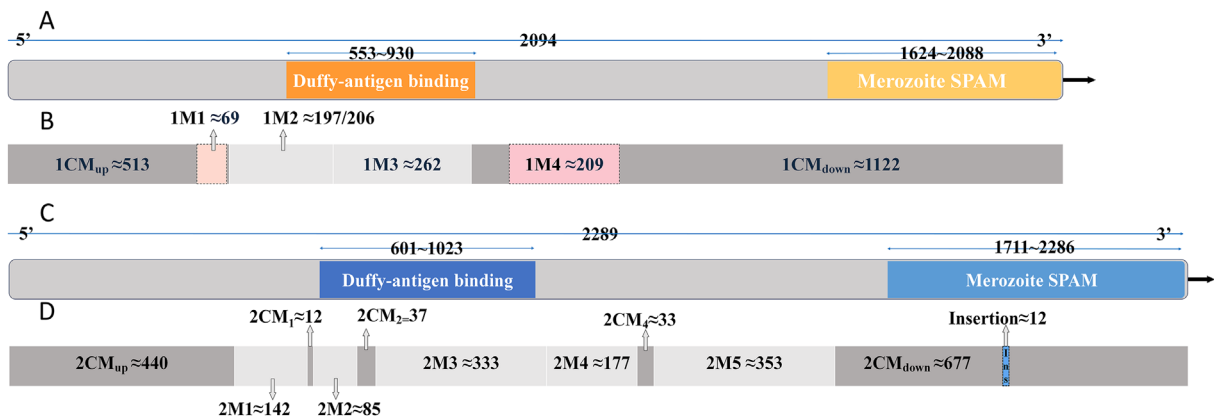 A
5’ 2094 3’
553~930 1624~2088
Duffy-antigen binding Merozoite SPAM
B
1M1 ≈69 1M2 ≈197/206
1CMup ≈513 1M3 ≈262 1M4 ≈209 1CMdown ≈1122
C
5’ 2289 3’
601~1023 1711~2286
Duffy-antigen binding Merozoite SPAM
D
2CM1≈12 2CM2=37 2CM4≈33 Insertion≈12
2CMup ≈440 2M3 ≈333 2M4 ≈177 2M5 ≈353 2CMdown ≈677 Ins
2M1≈142 2M2≈85